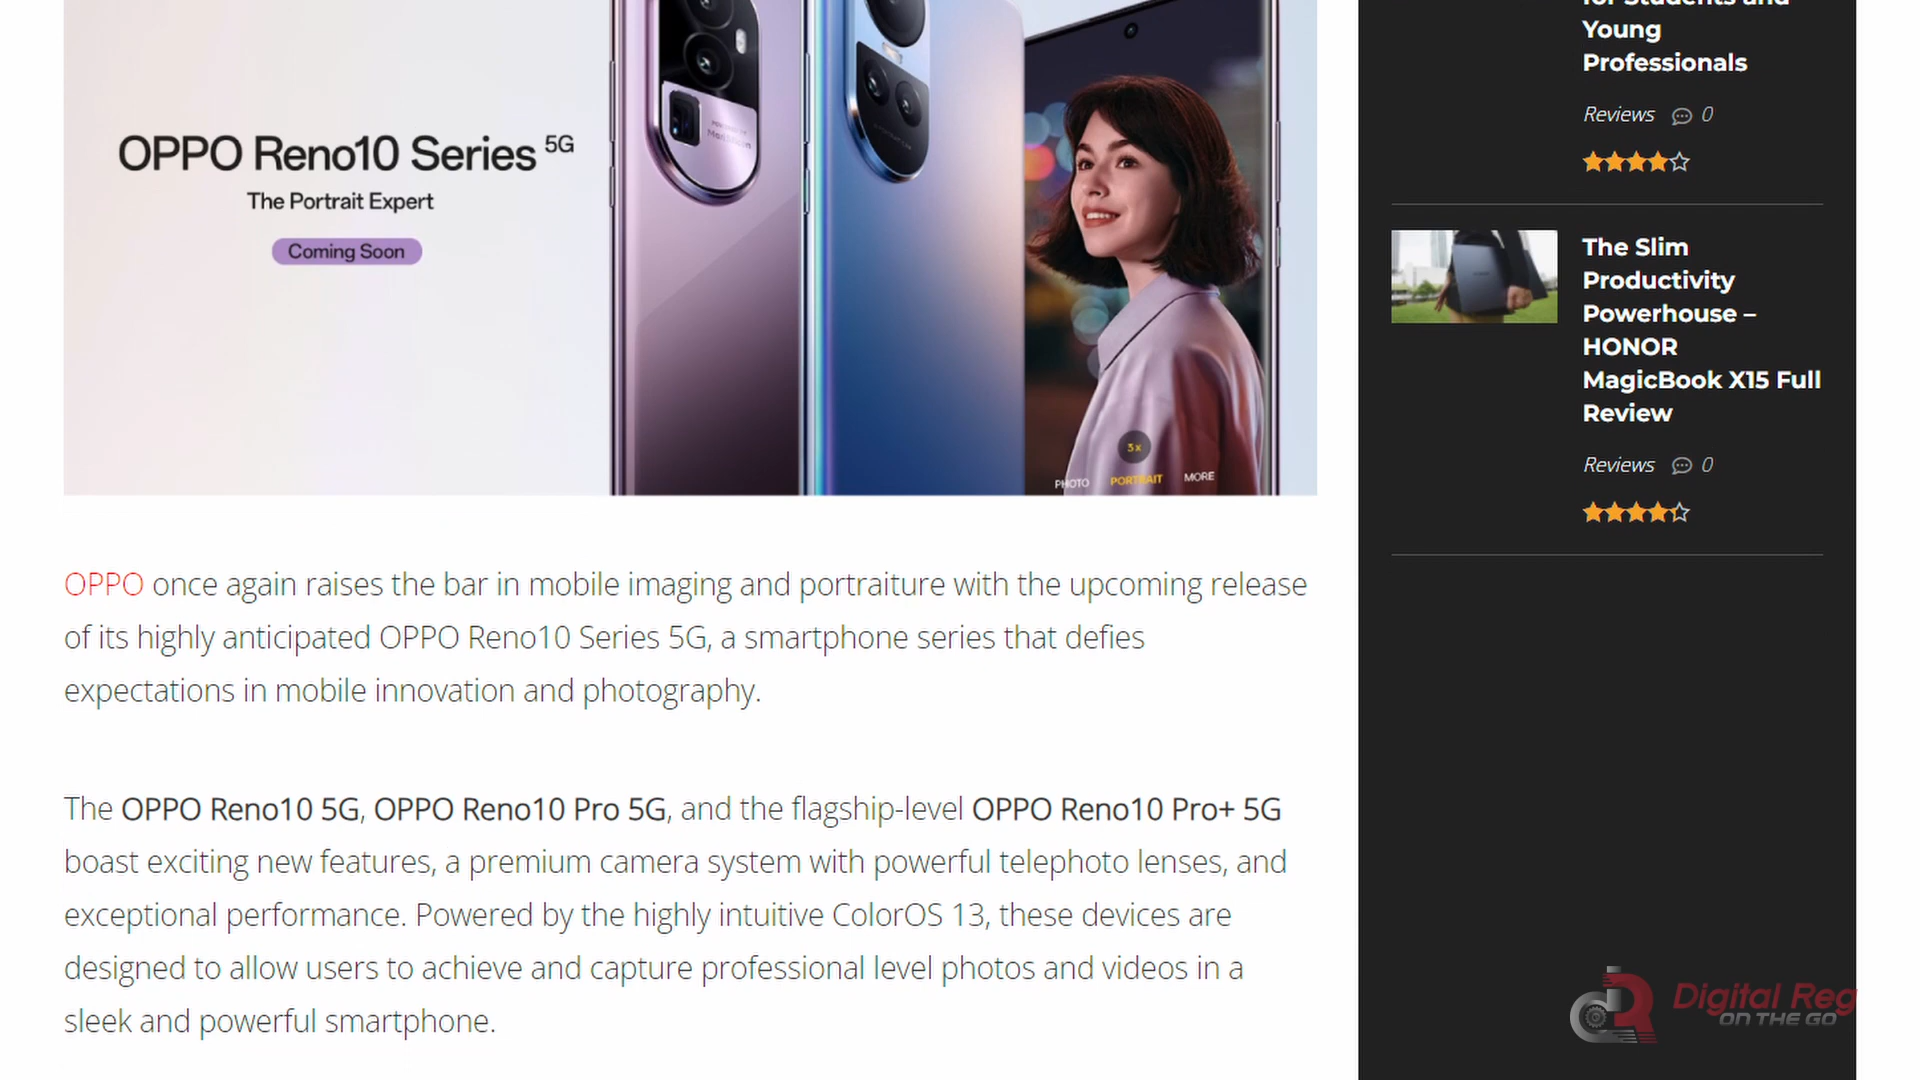 OPPO Reno10 Series 5G
The Portrait Expert
Coming Soon
3x
PHOTO PORTRAIT MORE
OPPO once again raises the bar in mobile imaging and portraiture with the upcoming release
of its highly anticipated OPPO Reno10 Series 5G, a smartphone series that defies
expectations in mobile innovation and photography.
The OPPO Reno10 5G, OPPO Reno10 Pro 5G, and the flagship-level OPPO Reno10 Pro+ 5G
boast exciting new features, a premium camera system with powerful telephoto lenses, and
exceptional performance. Powered by the highly intuitive ColorOS 13, these devices are
designed to allow users to achieve and capture professional level photos and videos in a
sleek and powerful smartphone.
for Students and
Young
Professionals
Reviews 0
The Slim
Productivity
Powerhouse –
HONOR
MagicBook X15 Full
Review
Reviews 0
Digital Reg
ON THE GO